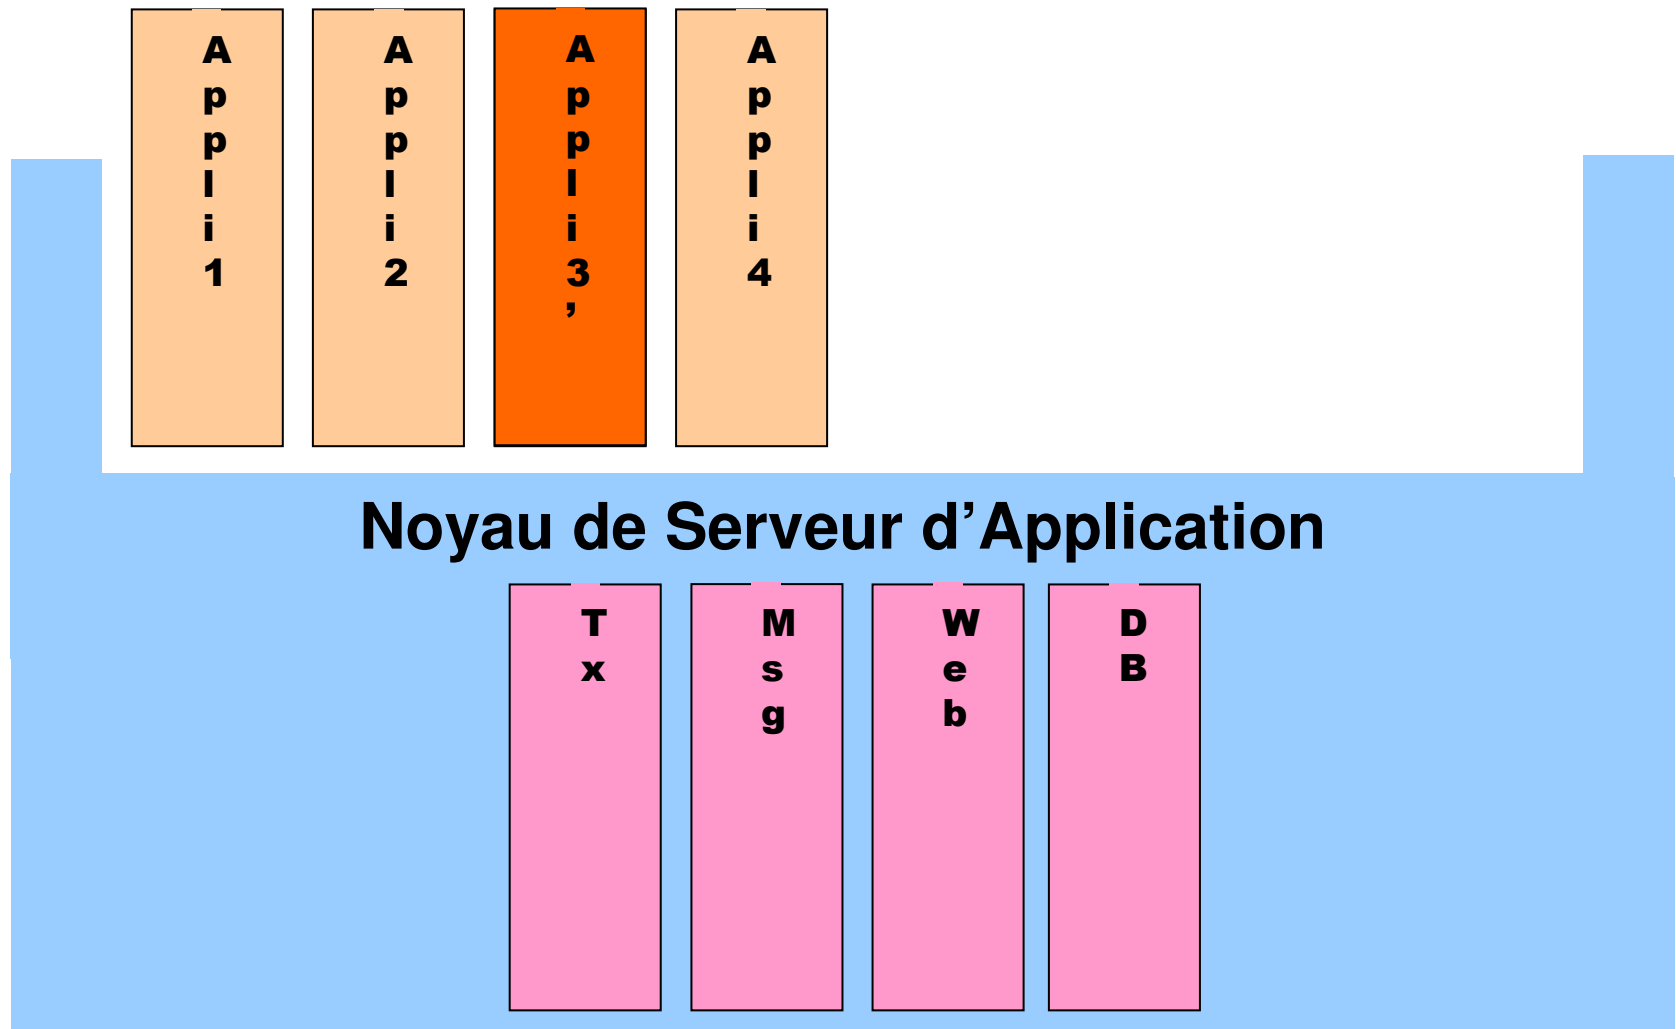 Appli1
Appli2
Appli3’
Appli4
Noyau de Serveur d’Application
Tx
Msg
Web
DB